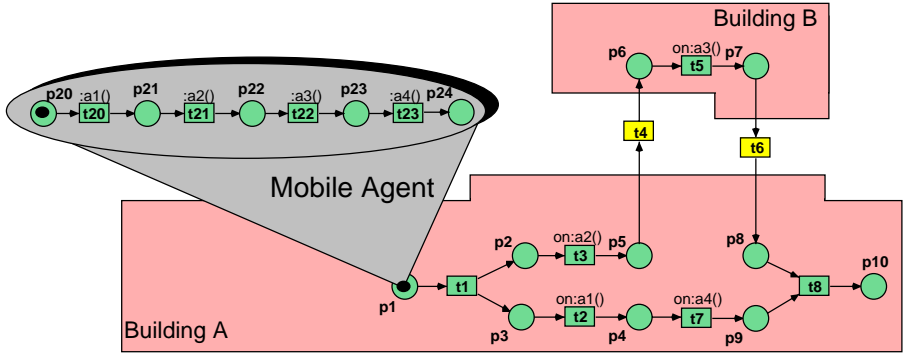 Building B
p6
on:a3()
t5
p7
p20
:a1()
t20
p21
:a2()
t21
p22
:a3()
t22
p23
:a4()
t23
p24
t4
t6
Mobile Agent
p2
on:a2()
t3
p5
p8
p10
p1
t1
t8
p3
on:a1()
t2
p4
on:a4()
t7
p9
Building A